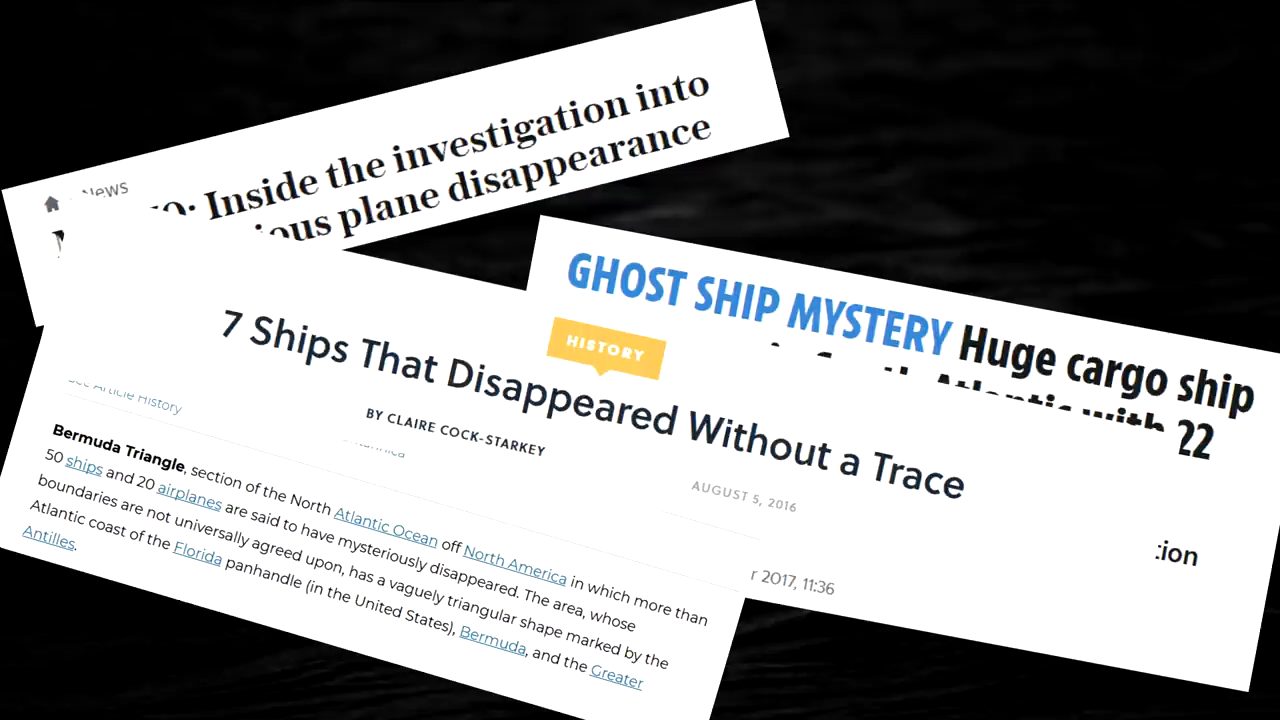 News
Inside the investigation into
plane disappearance
GHOST SHIP MYSTERY Huge cargo ship
Atlantic with 22
HISTORY
7 Ships That Disappeared Without a Trace
BY CLAIRE COCK-STARKEY
AUGUST 5, 2016
See Article History
Bermuda Triangle, section of the North Atlantic Ocean off North America in which more than
50 ships and 20 airplanes are said to have mysteriously disappeared. The area, whose
boundaries are not universally agreed upon, has a vaguely triangular shape marked by the
Atlantic coast of the Florida panhandle (in the United States), Bermuda, and the Greater
Antilles.
2017, 11:36